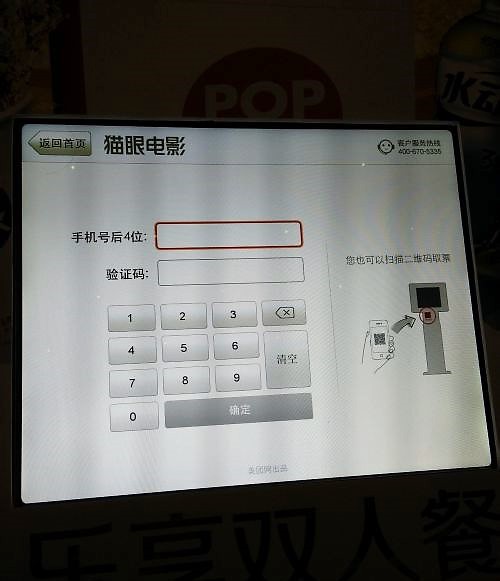 POP
水动
返回首页
猫眼电影
客户服务热线
400-670-5335
手机号后4位:
您也可以扫描二维码取票
验证码:
1 2 3
4 5 6 清空
7 8 9
0 确定
美团网出品
乐享双人餐